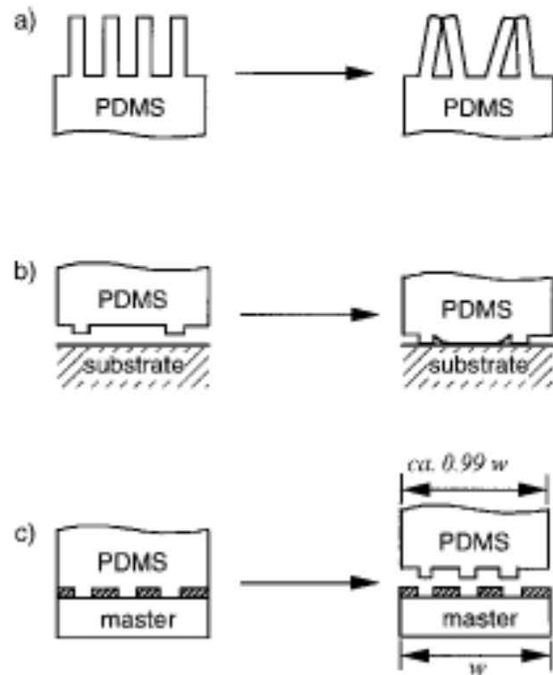 a)
PDMS
PDMS
b)
PDMS
PDMS
substrate
substrate
ca. 0.99 w
c)
PDMS
PDMS
master
master
w